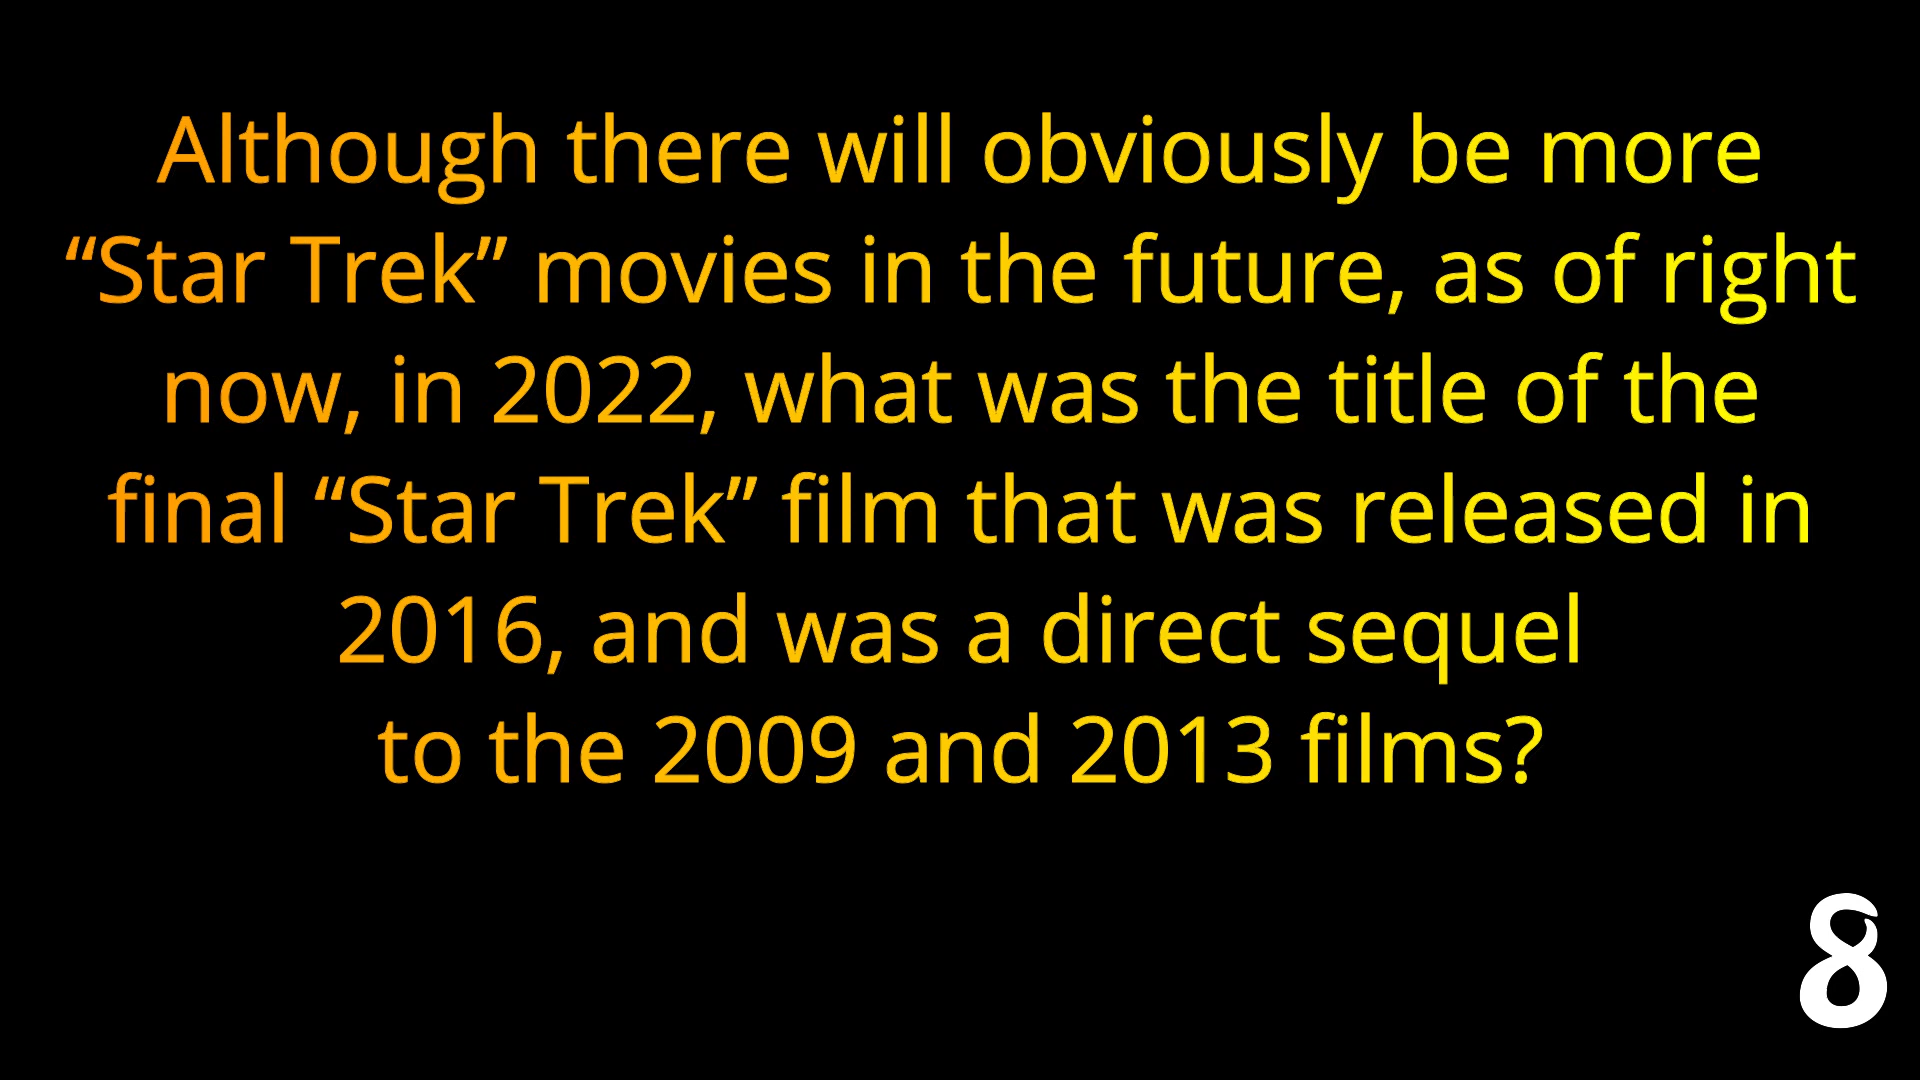 Although there will obviously be more
“Star Trek” movies in the future, as of right
now, in 2022, what was the title of the
final “Star Trek” film that was released in
2016, and was a direct sequel
to the 2009 and 2013 films?
8